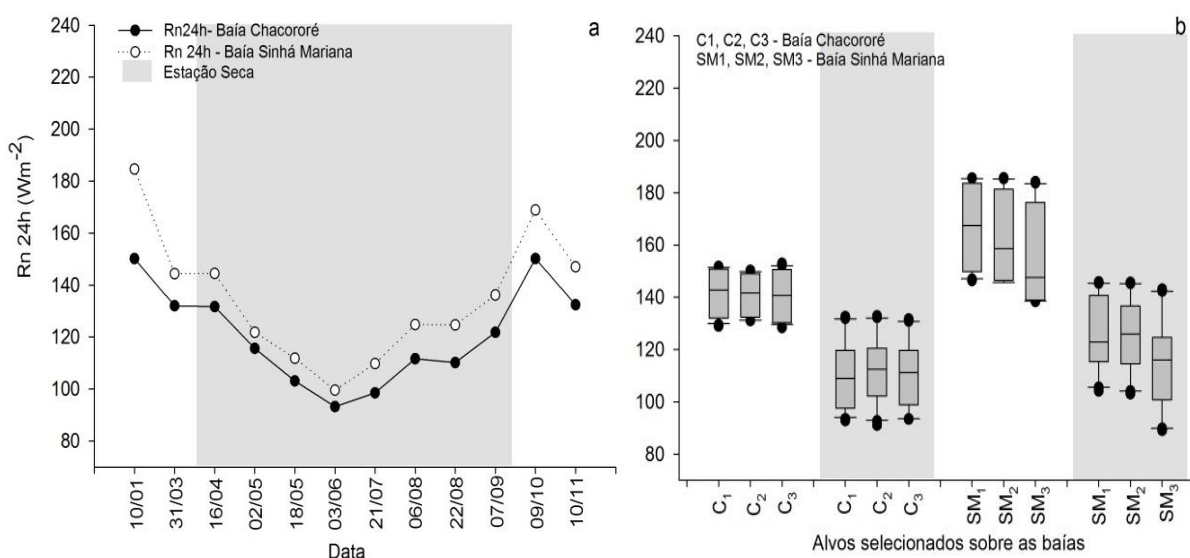 Rn24h- Baía Chacororé
Rn 24h - Baía Sinhá Mariana
Estação Seca
a
240
220
200
180
160
140
120
100
80
Rn 24h (Wm-2)
10/01
31/03
16/04
02/05
18/05
03/06
21/07
06/08
22/08
07/09
09/10
10/11
Data
b
C1, C2, C3 - Baía Chacororé
SM1, SM2, SM3 - Baía Sinhá Mariana
240
220
200
180
160
140
120
100
80
C1
C2
C3
C1
C2
C3
SM1
SM2
SM3
SM1
SM2
SM3
Alvos selecionados sobre as baías